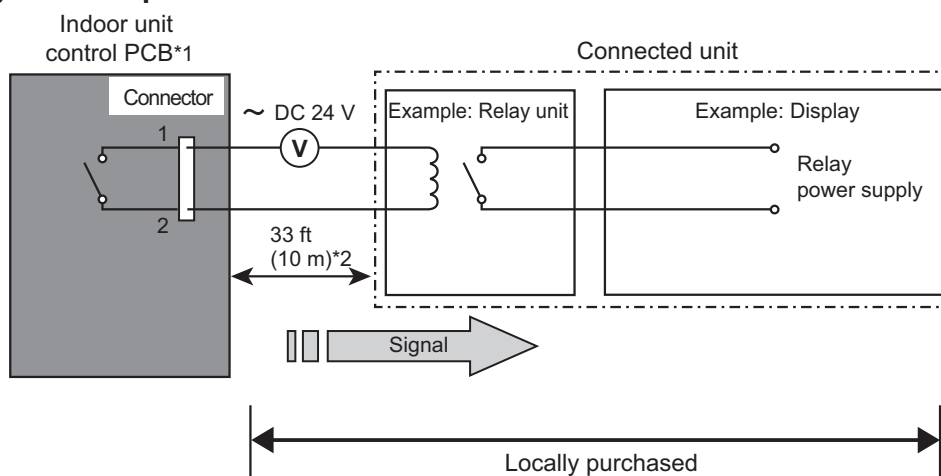 Indoor unit
control PCB*1
Connected unit
Connector
~ DC 24 V
Example: Relay unit
Example: Display
1
V
Relay
power supply
2
33 ft
(10 m)*2
Signal
Locally purchased